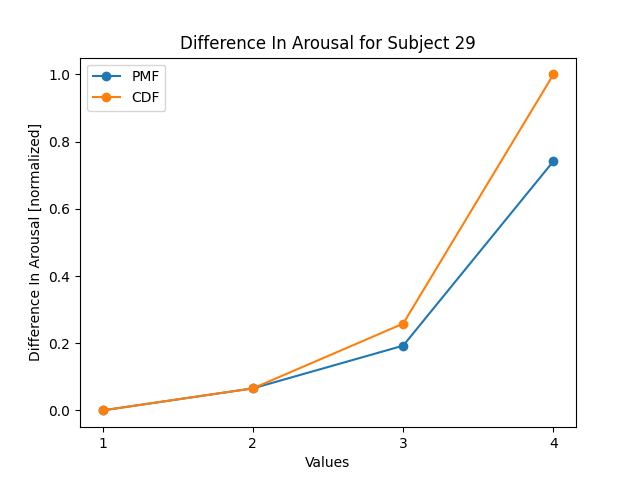 Difference In Arousal for Subject 29
PMF
CDF
1.0
0.8
0.6
0.4
0.2
0.0
Difference In Arousal [normalized]
1 2 3 4
Values